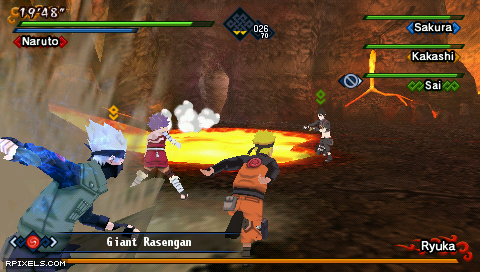 19'48"
Naruto
026
70
Sakura
Kakashi
Sai
Giant Rasengan
Ryuka
RPIXELS.COM